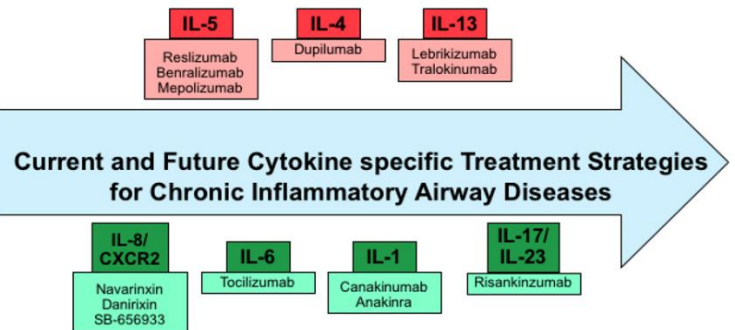 IL-5
Reslizumab
Benralizumab
Mepolizumab
IL-4
Dupilumab
IL-13
Lebrikizumab
Tralokinumab
Current and Future Cytokine specific Treatment Strategies
for Chronic Inflammatory Airway Diseases
IL-8/
CXCR2
Navarinxin
Danirixin
SB-656933
IL-6
Tocilizumab
IL-1
Canakinumab
Anakinra
IL-17/
IL-23
Risankinzumab